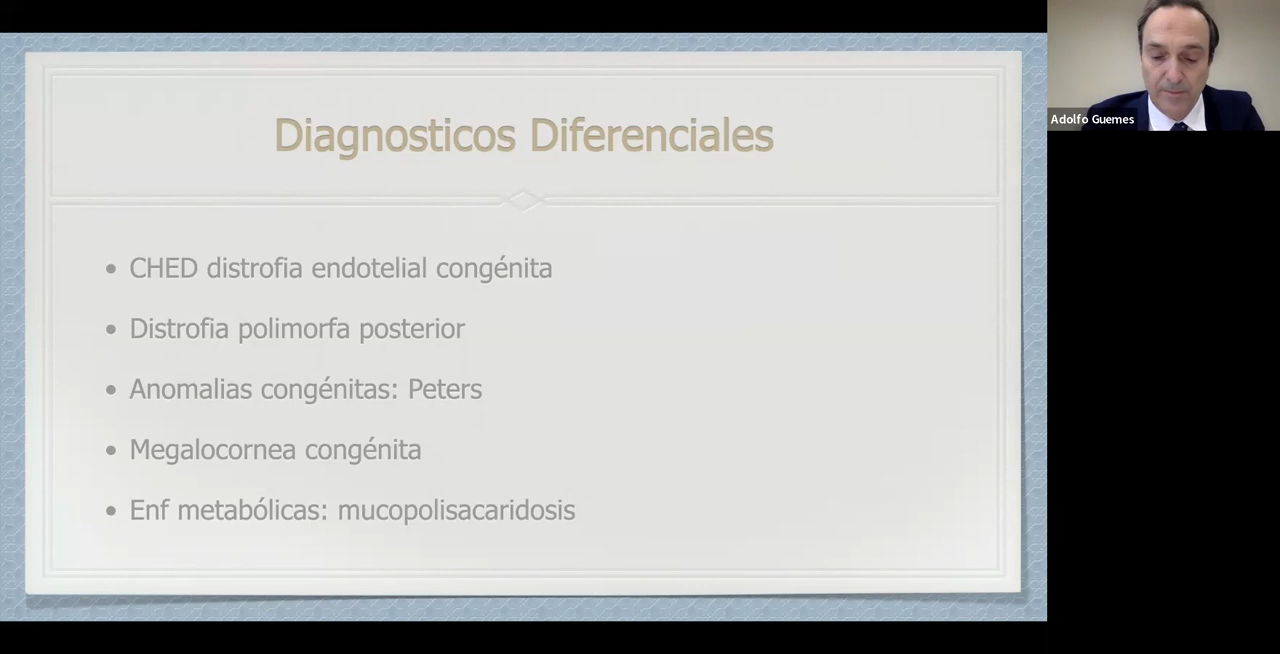 Diagnosticos Diferenciales
• CHED distrofia endotelial congénita
• Distrofia polimorfa posterior
• Anomalias congénitas: Peters
• Megalocornea congénita
• Enf metabólicas: mucopolisacaridosis
Adolfo Guemes